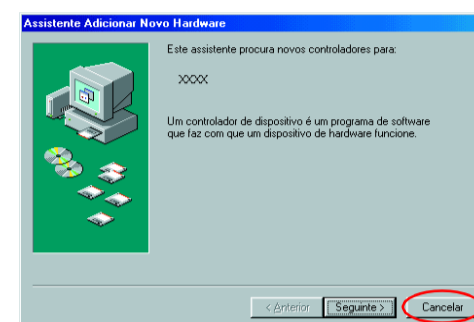 Assistente Adicionar Novo Hardware
Este assistente procura novos controladores para:
XXXX
Um controlador de dispositivo é um programa de software
que faz com que um dispositivo de hardware funcione.
< Anterior
Seguinte >
Cancelar